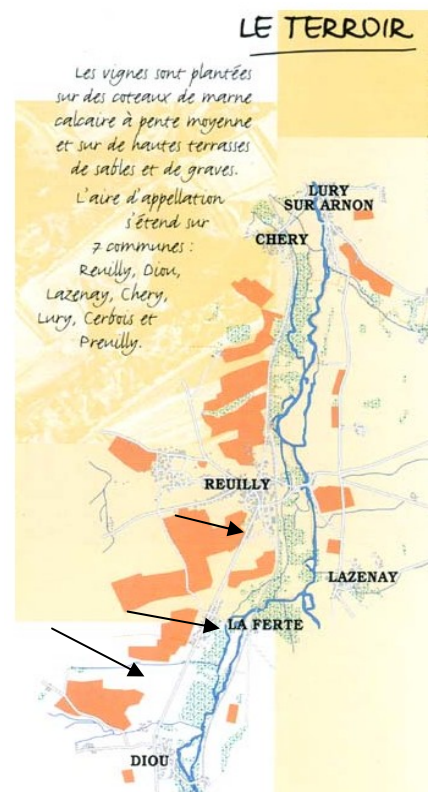 LE TERROIR
Les vignes sont plantées
sur des coteaux de marne
calcaire à pente moyenne
et sur de hautes terrasses
de sables et de graves.
L'aire d'appellation
s'étend sur
7 communes :
Reuilly, Diou,
Lazenay, Chery,
Lury, Cerbois et
Preuilly.
LURY
SUR ARNON
CHERY
REUILLY
LAZENAY
LA FERTE
DIOU